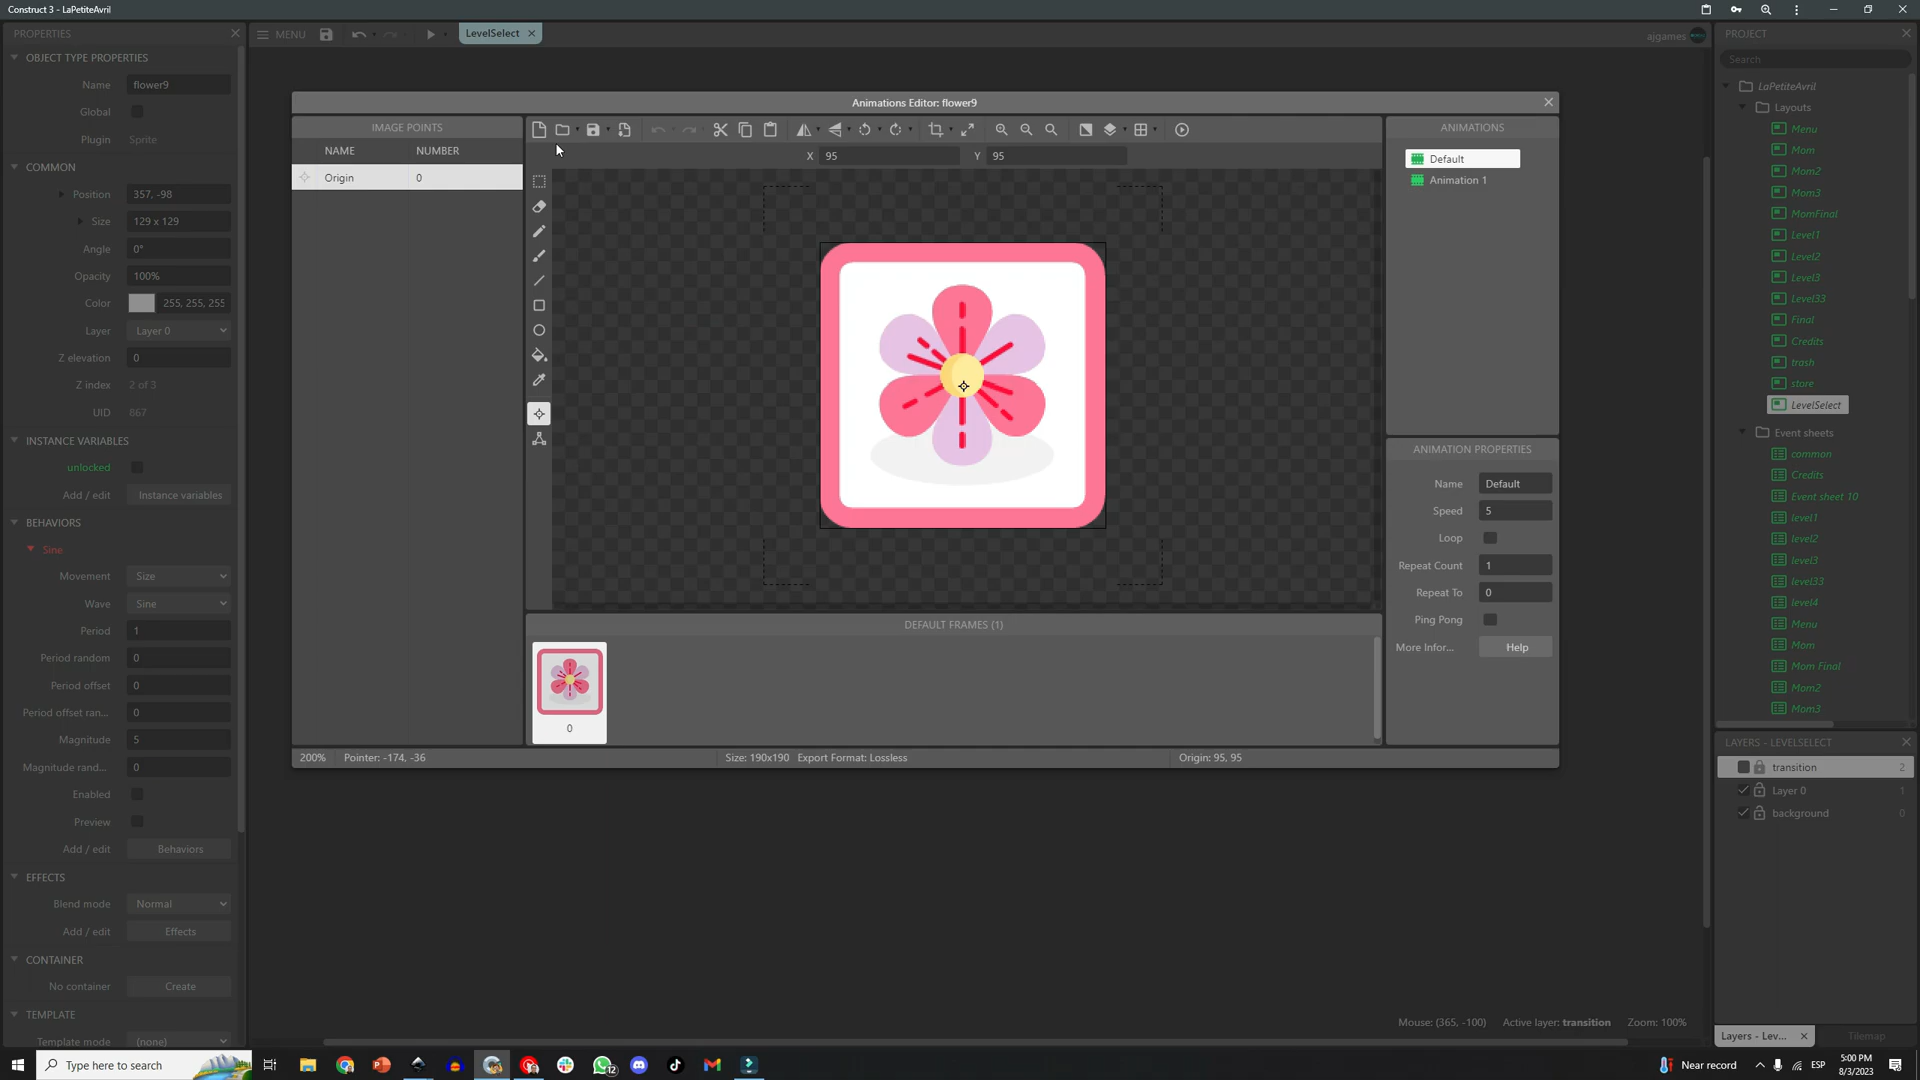 Construct 3 - LaPetiteAvril
PROPERTIES
OBJECT TYPE PROPERTIES
Name flower9
Global
Plugin Sprite
COMMON
Position 357, -98
Size 129 x 129
Angle 0°
Opacity 100%
Color 255, 255, 255
Layer Layer 0
Z elevation 0
Z index 2 of 3
UID 867
INSTANCE VARIABLES
unlocked
Add / edit Instance variables
BEHAVIORS
Sine
Movement Size
Wave Sine
Period 1
Period random 0
Period offset 0
Period offset ran... 0
Magnitude 5
Magnitude rand... 0
Enabled
Preview
Add / edit Behaviors
EFFECTS
Blend mode Normal
Add / edit Effects
CONTAINER
No container Create
TEMPLATE
Template mode (none)
MENU
LevelSelect
ajgames
Animations Editor: flower9
IMAGE POINTS
NAME NUMBER
Origin 0
X 95 Y 95
DEFAULT FRAMES (1)
0
200% Pointer: -174, -36 Size: 190x190 Export Format: Lossless Origin: 95, 95
ANIMATIONS
Default
Animation 1
ANIMATION PROPERTIES
Name Default
Speed 5
Loop
Repeat Count 1
Repeat To 0
Ping Pong
More Infor... Help
Mouse: (365, -100) Active layer: transition Zoom: 100%
PROJECT
Search
LaPetiteAvril
Layouts
Menu
Mom
Mom2
Mom3
MomFinal
Level1
Level2
Level3
Level33
Final
Credits
trash
store
LevelSelect
Event sheets
common
Credits
Event sheet 10
level1
level2
level3
level33
level4
Menu
Mom
Mom Final
Mom2
Mom3
LAYERS - LEVELSELECT
transition 2
Layer 0 1
background 0
Layers - Lev... Tilemap
Type here to search
12
Near record
ESP
5:00 PM
8/3/2023